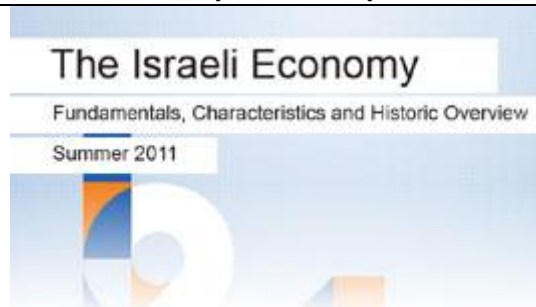 The Israeli Economy
Fundamentals, Characteristics and Historic Overview
Summer 2011